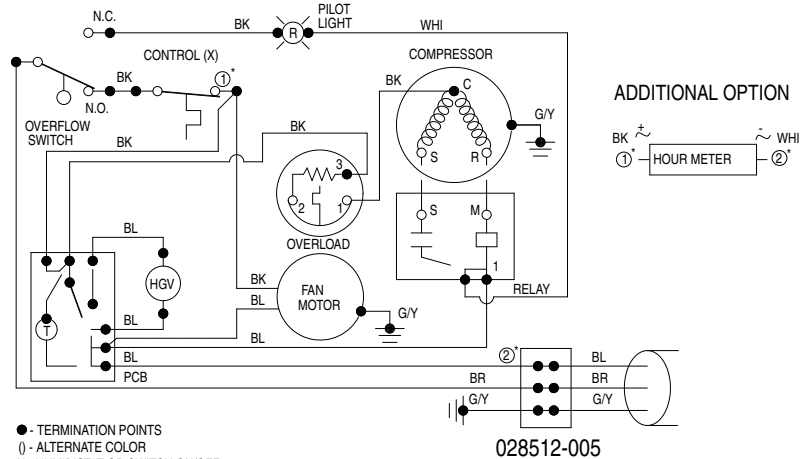 N.C.
BK
R
PILOT
LIGHT
WHI
CONTROL (X)
COMPRESSOR
BK
N.O.
1*
BK
C
G/Y
OVERFLOW
SWITCH
BK
BK
S
R
3
2
1
OVERLOAD
S
M
1
RELAY
ADDITIONAL OPTION
BK + ~
- ~ WHI
1*
HOUR METER
2*
BL
HGV
BK
BL
FAN
MOTOR
G/Y
T
BL
BL
BL
PCB
2*
BL
BR
BR
G/Y
G/Y
028512-005
● - TERMINATION POINTS
() - ALTERNATE COLOR